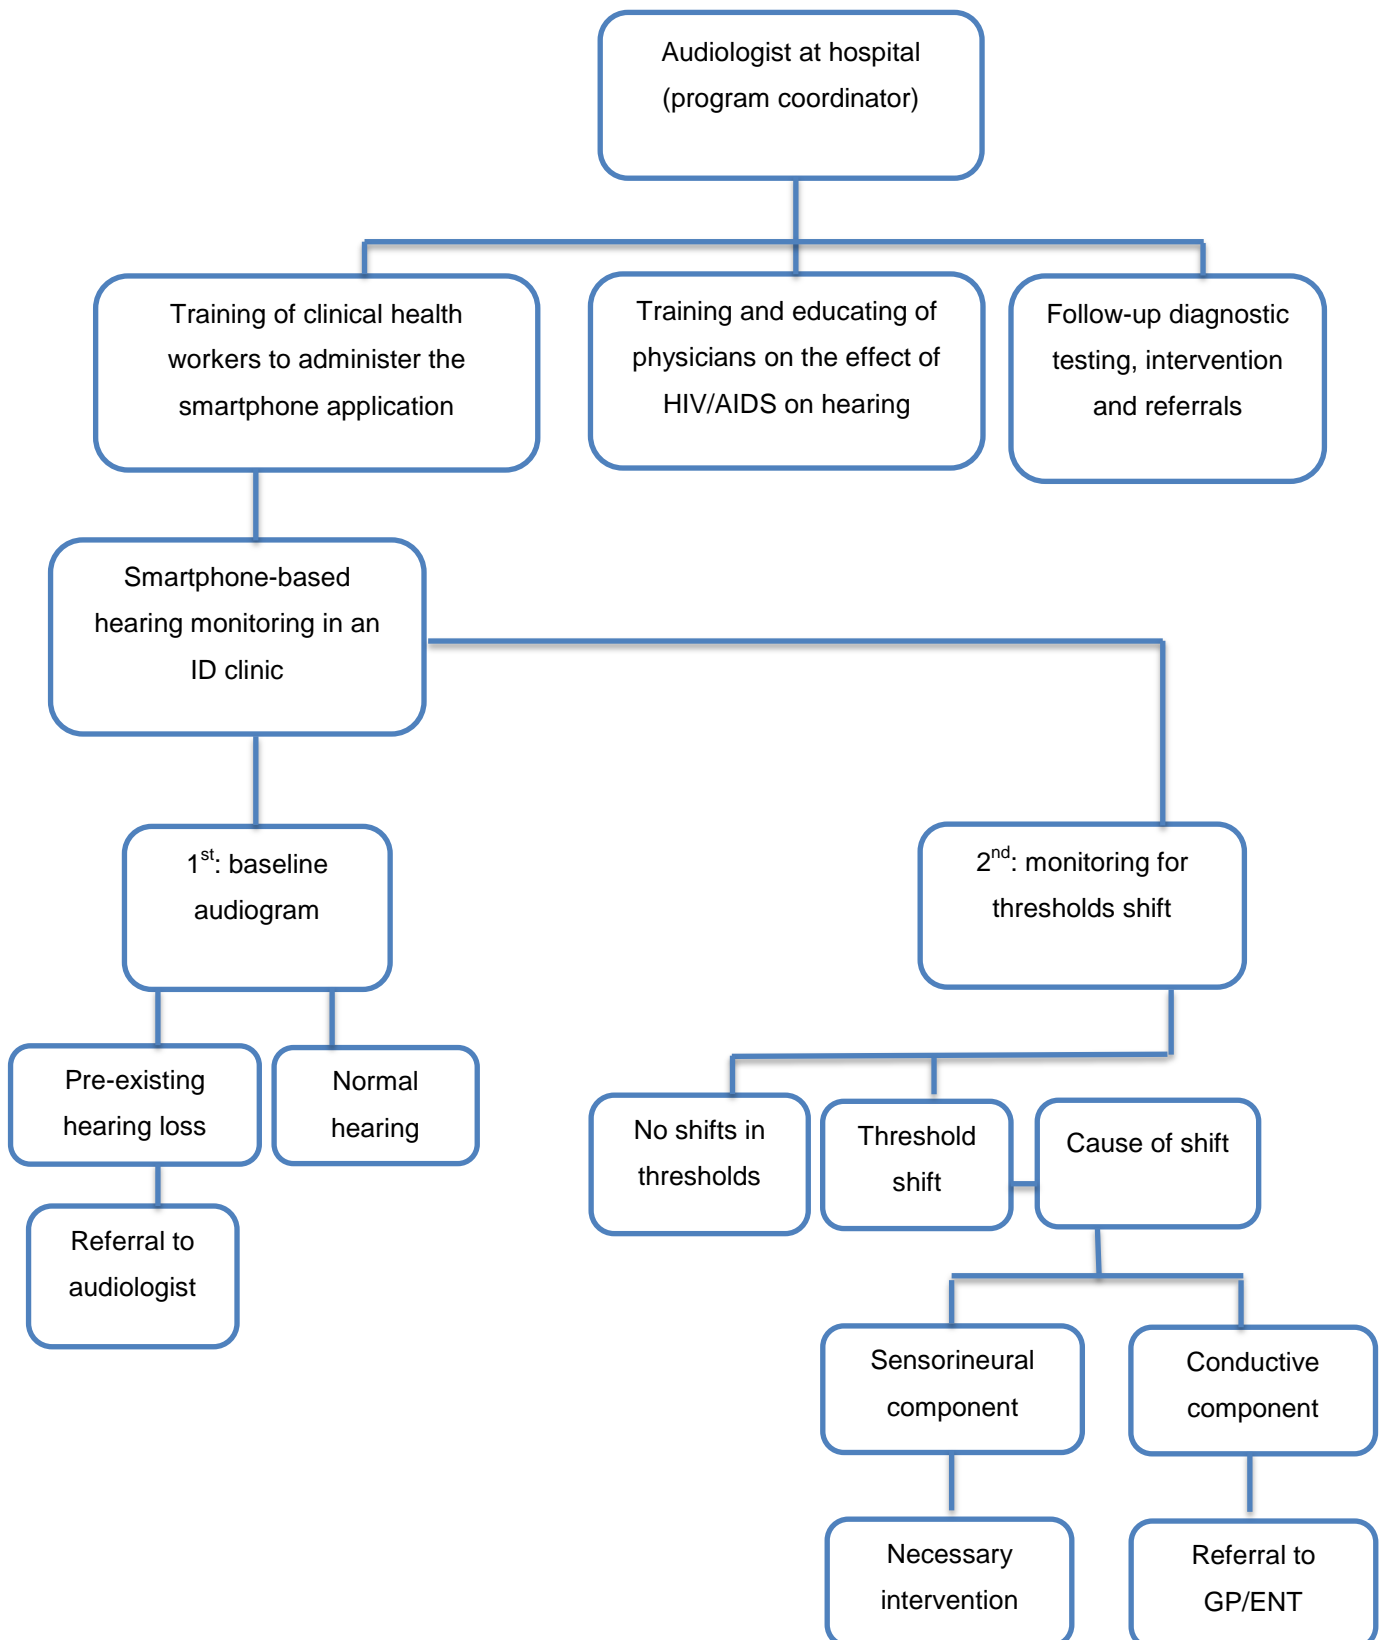 Audiologist at hospital
(program coordinator)
Training of clinical health
workers to administer the
smartphone application
Training and educating of
physicians on the effect of
HIV/AIDS on hearing
Follow-up diagnostic
testing, intervention
and referrals
Smartphone-based
hearing monitoring in an
ID clinic
1st: baseline
audiogram
2nd: monitoring for
thresholds shift
Pre-existing
hearing loss
Normal
hearing
No shifts in
thresholds
Threshold
shift
Cause of shift
Referral to
audiologist
Sensorineural
component
Conductive
component
Necessary
intervention
Referral to
GP/ENT